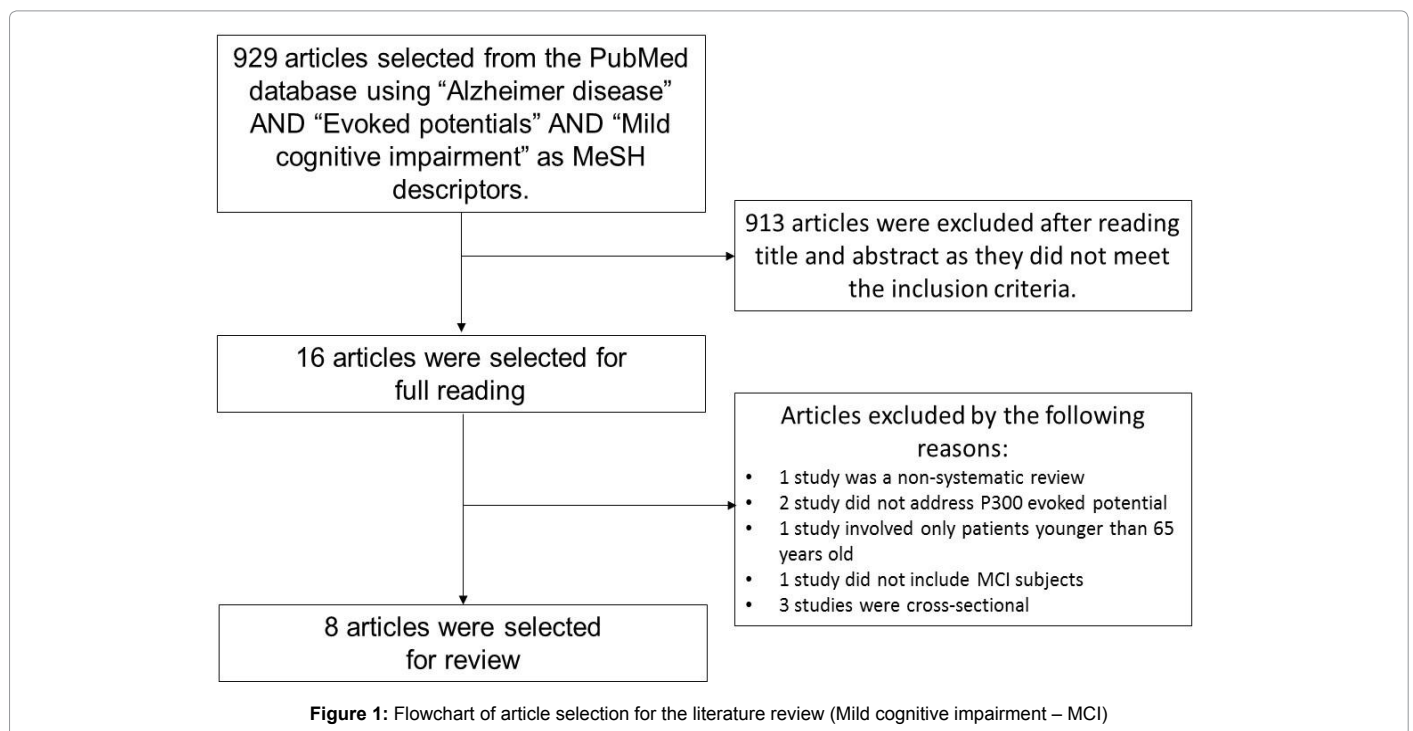 929 articles selected from the PubMed
database using “Alzheimer disease”
AND “Evoked potentials” AND “Mild
cognitive impairment” as MeSH
descriptors.
913 articles were excluded after reading
title and abstract as they did not meet
the inclusion criteria.
16 articles were selected for
full reading
Articles excluded by the following
reasons:
• 1 study was a non-systematic review
• 2 study did not address P300 evoked potential
• 1 study involved only patients younger than 65
years old
• 1 study did not include MCI subjects
• 3 studies were cross-sectional
8 articles were selected
for review
Figure 1: Flowchart of article selection for the literature review (Mild cognitive impairment – MCI)